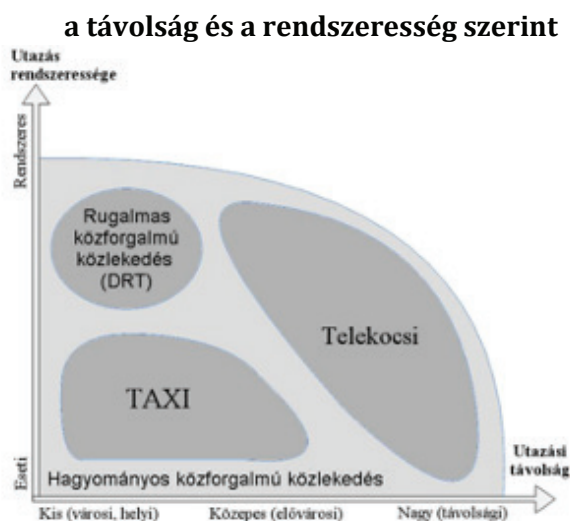 a távolság és a rendszeresség szerint
Utazás
rendszeressége
Rendszeres
Rugalmas
közforgalmú
közlekedés
(DRT)
Telekocsi
TAXI
Eseti
Hagyományos közforgalmú közlekedés
Utazási
távolság
Kis (városi, helyi)
Közepes (elővárosi)
Nagy (távolsági)